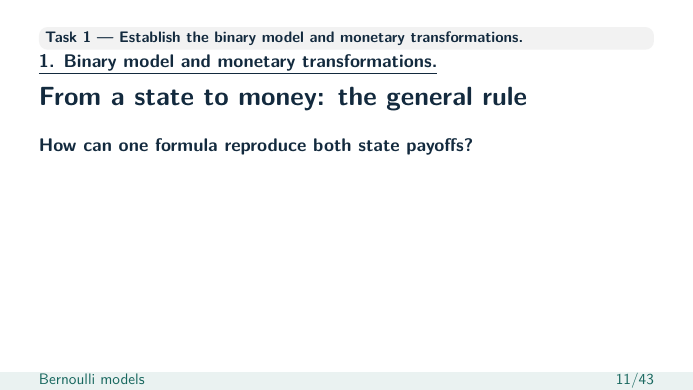 Task 1 — Establish the binary model and monetary transformations.
1. Binary model and monetary transformations.
From a state to money: the general rule
How can one formula reproduce both state payoffs?
Bernoulli models
11/43